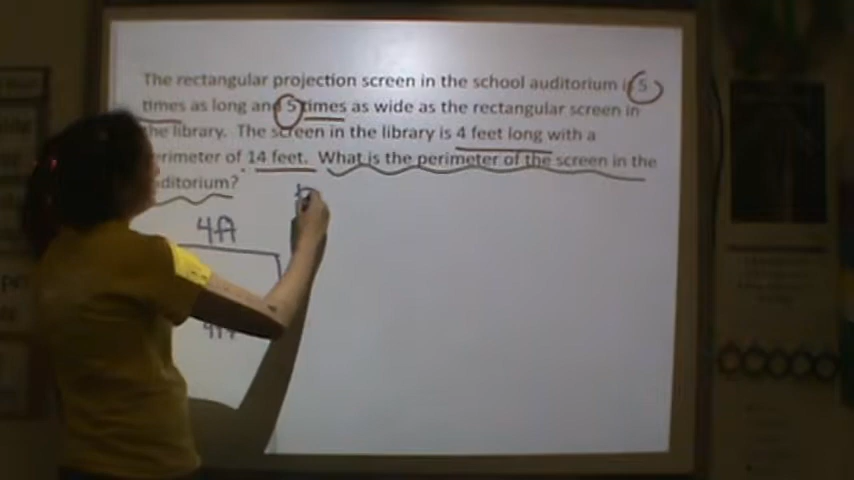 The rectangular projection screen in the school auditorium is 5
times as long and 5 times as wide as the rectangular screen in
the library. The screen in the library is 4 feet long with a
perimeter of 14 feet. What is the perimeter of the screen in the
auditorium?
4ft
4ft